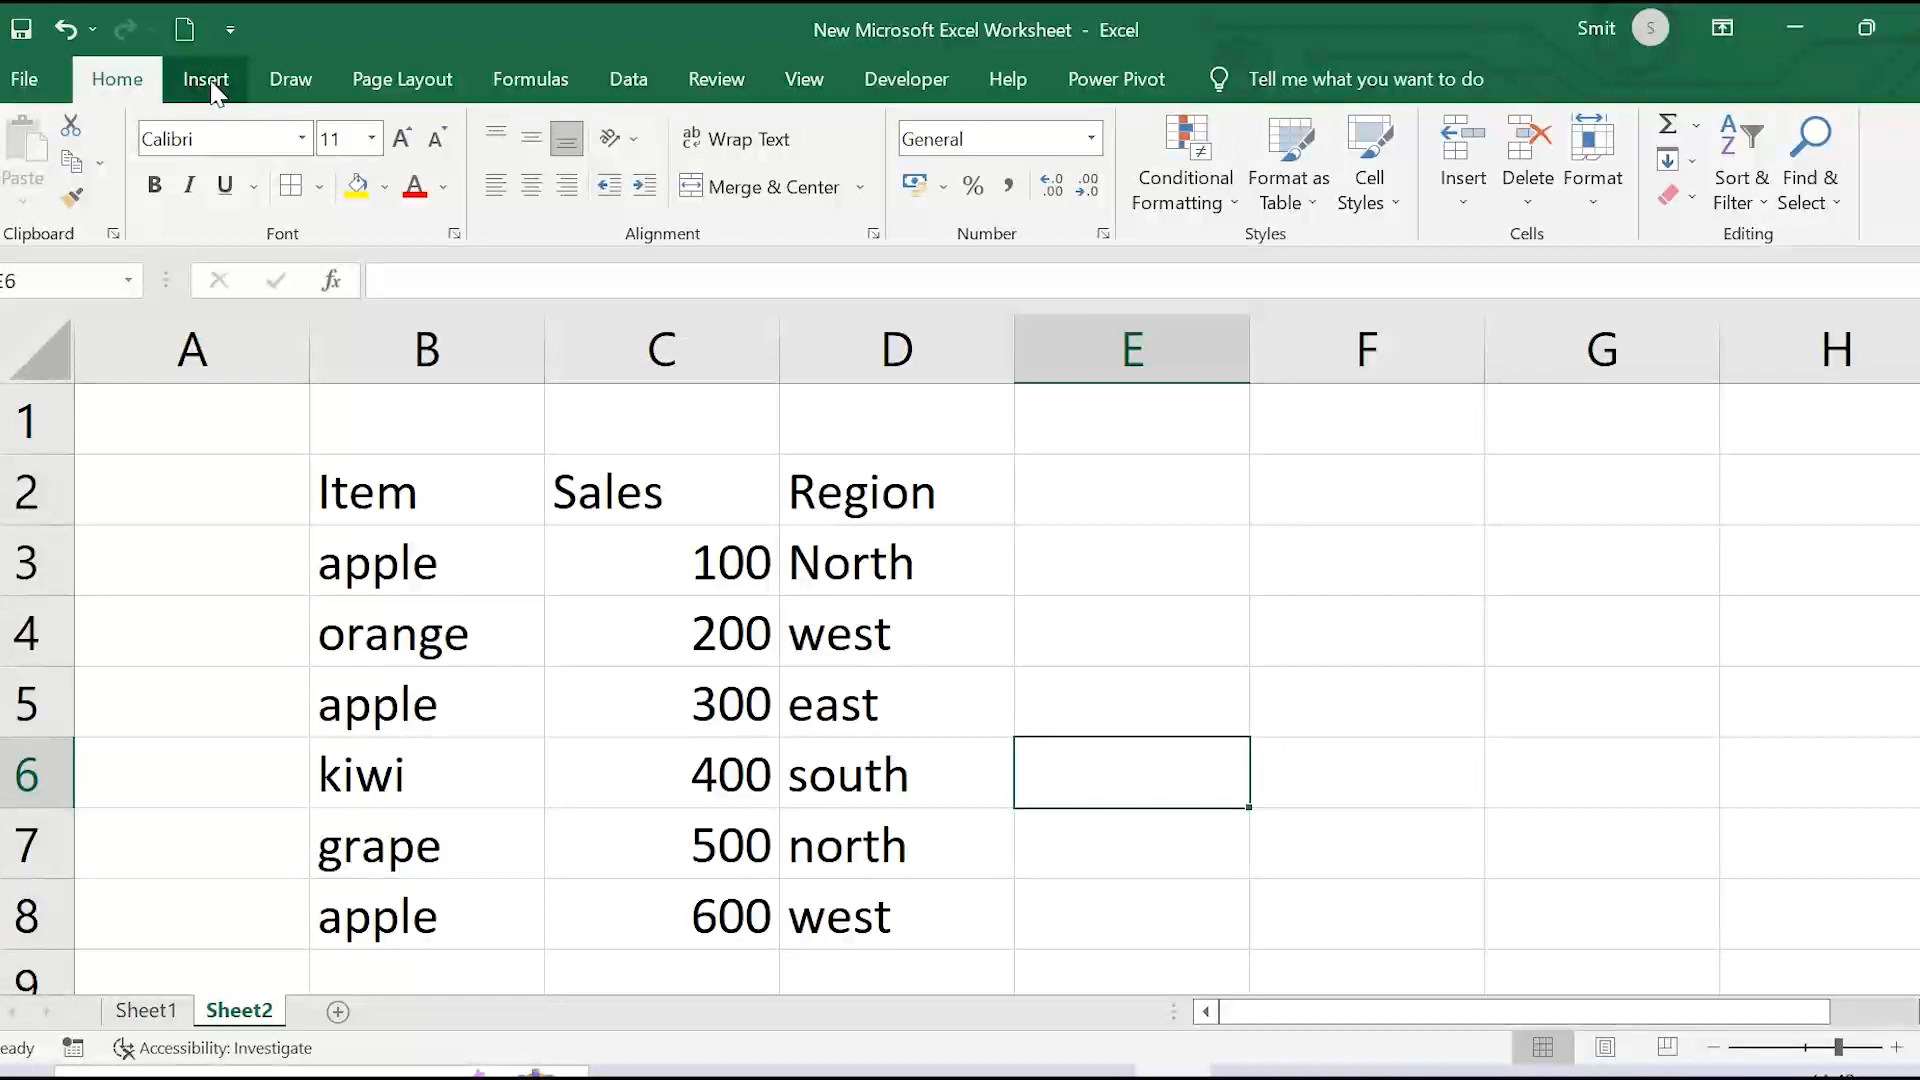 New Microsoft Excel Worksheet - Excel
Smit S
File Home Insert Draw Page Layout Formulas Data Review View Developer Help Power Pivot Tell me what you want to do
Calibri 11 A A ab Wrap Text General
Paste B I U A Merge & Center % , .00 .00
Conditional Formatting
Format as Table
Cell Styles
Insert Delete Format
Σ
Sort & Filter
Find & Select
Clipboard Font Alignment Number Styles Cells Editing
E6 fx
A B C D E F G H
1
2 Item Sales Region
3 apple 100 North
4 orange 200 west
5 apple 300 east
6 kiwi 400 south
7 grape 500 north
8 apple 600 west
9
Sheet1 Sheet2
eady Accessibility: Investigate